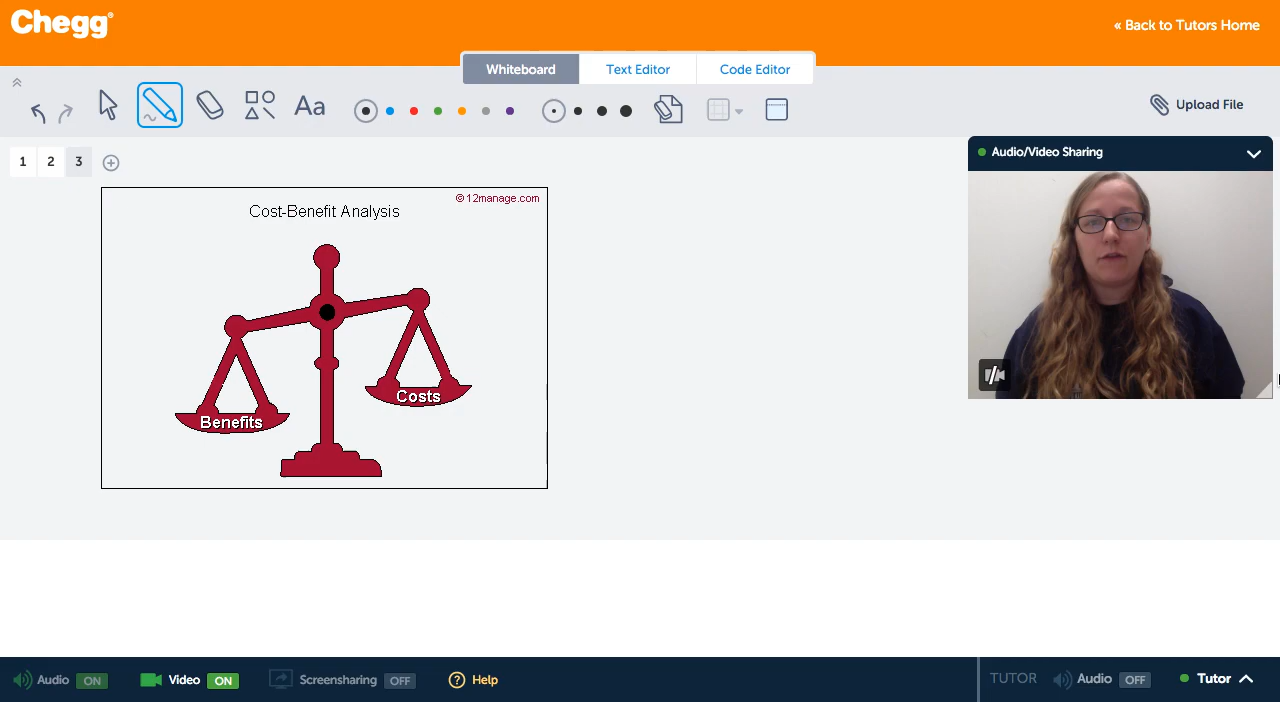 Chegg®
« Back to Tutors Home
Whiteboard Text Editor Code Editor
Aa
Upload File
1 2 3
Audio/Video Sharing
© 12manage.com
Cost-Benefit Analysis
Costs
Benefits
Audio ON Video ON Screensharing OFF ? Help TUTOR Audio OFF Tutor